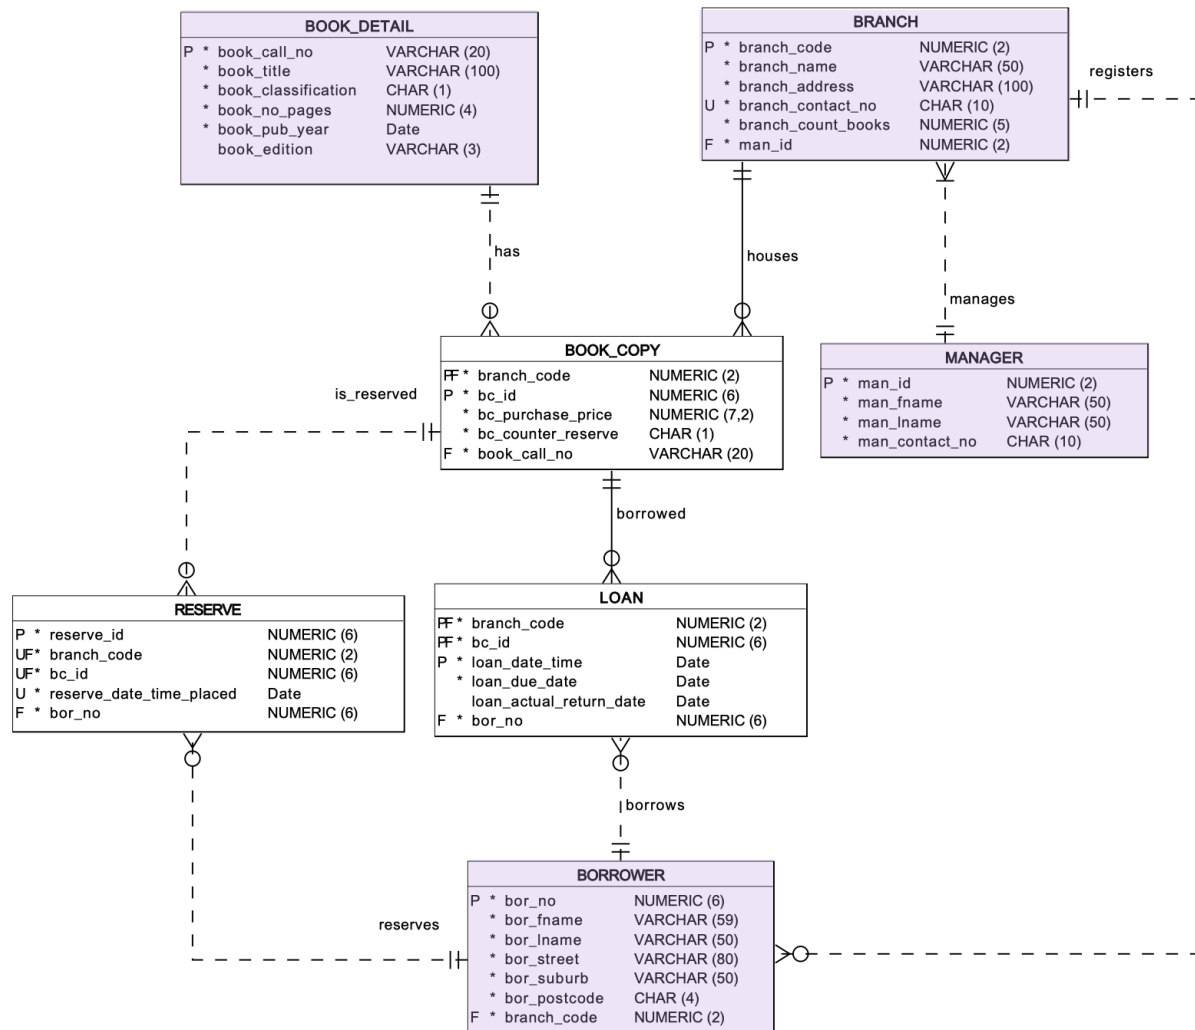 BOOK_DETAIL
P * book_call_no VARCHAR (20)
* book_title VARCHAR (100)
* book_classification CHAR (1)
* book_no_pages NUMERIC (4)
* book_pub_year Date
book_edition VARCHAR (3)
BRANCH
P * branch_code NUMERIC (2)
* branch_name VARCHAR (50)
* branch_address VARCHAR (100)
U * branch_contact_no CHAR (10)
* branch_count_books NUMERIC (5)
F * man_id NUMERIC (2)
registers
has
houses
manages
BOOK_COPY
PF * branch_code NUMERIC (2)
P * bc_id NUMERIC (6)
* bc_purchase_price NUMERIC (7,2)
* bc_counter_reserve CHAR (1)
F * book_call_no VARCHAR (20)
MANAGER
P * man_id NUMERIC (2)
* man_fname VARCHAR (50)
* man_lname VARCHAR (50)
* man_contact_no CHAR (10)
is_reserved
borrowed
RESERVE
P * reserve_id NUMERIC (6)
UF* branch_code NUMERIC (2)
UF* bc_id NUMERIC (6)
U * reserve_date_time_placed Date
F * bor_no NUMERIC (6)
LOAN
PF * branch_code NUMERIC (2)
PF * bc_id NUMERIC (6)
P * loan_date_time Date
* loan_due_date Date
loan_actual_return_date Date
F * bor_no NUMERIC (6)
borrows
reserves
BORROWER
P * bor_no NUMERIC (6)
* bor_fname VARCHAR (59)
* bor_lname VARCHAR (50)
* bor_street VARCHAR (80)
* bor_suburb VARCHAR (50)
* bor_postcode CHAR (4)
F * branch_code NUMERIC (2)